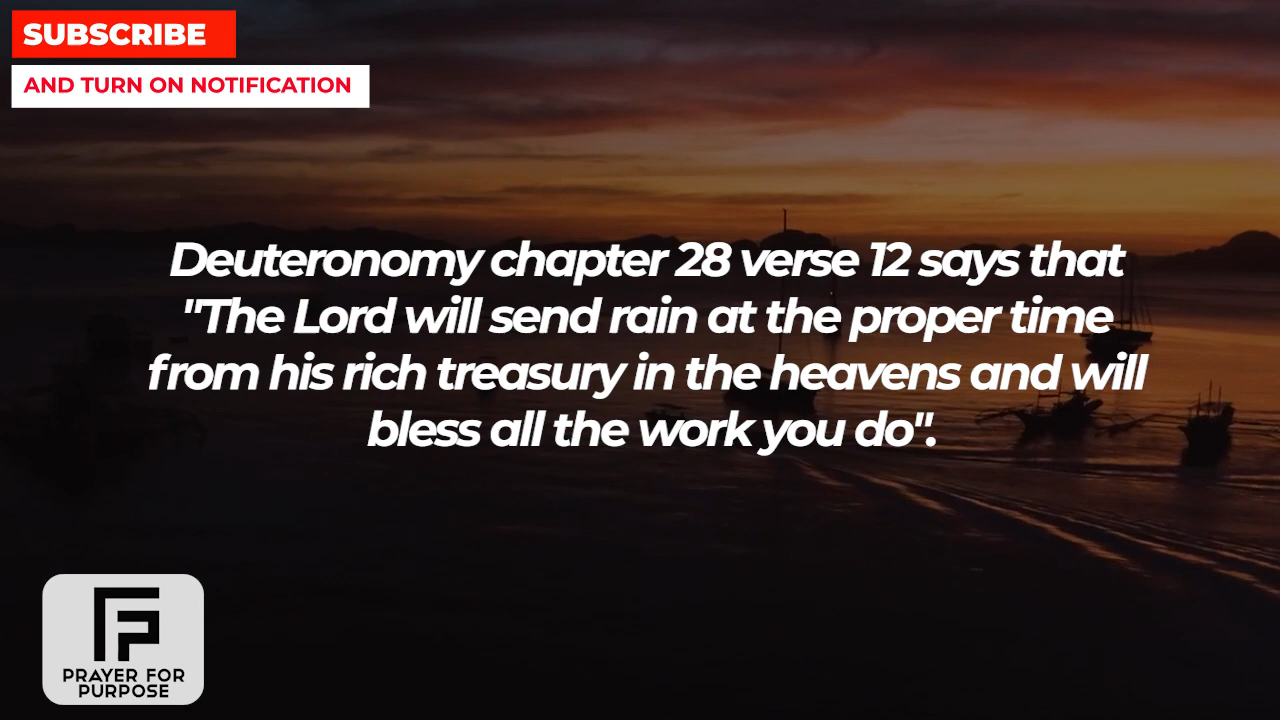 SUBSCRIBE
AND TURN ON NOTIFICATION
Deuteronomy chapter 28 verse 12 says that
"The Lord will send rain at the proper time
from his rich treasury in the heavens and will
bless all the work you do".
PRAYER FOR
PURPOSE